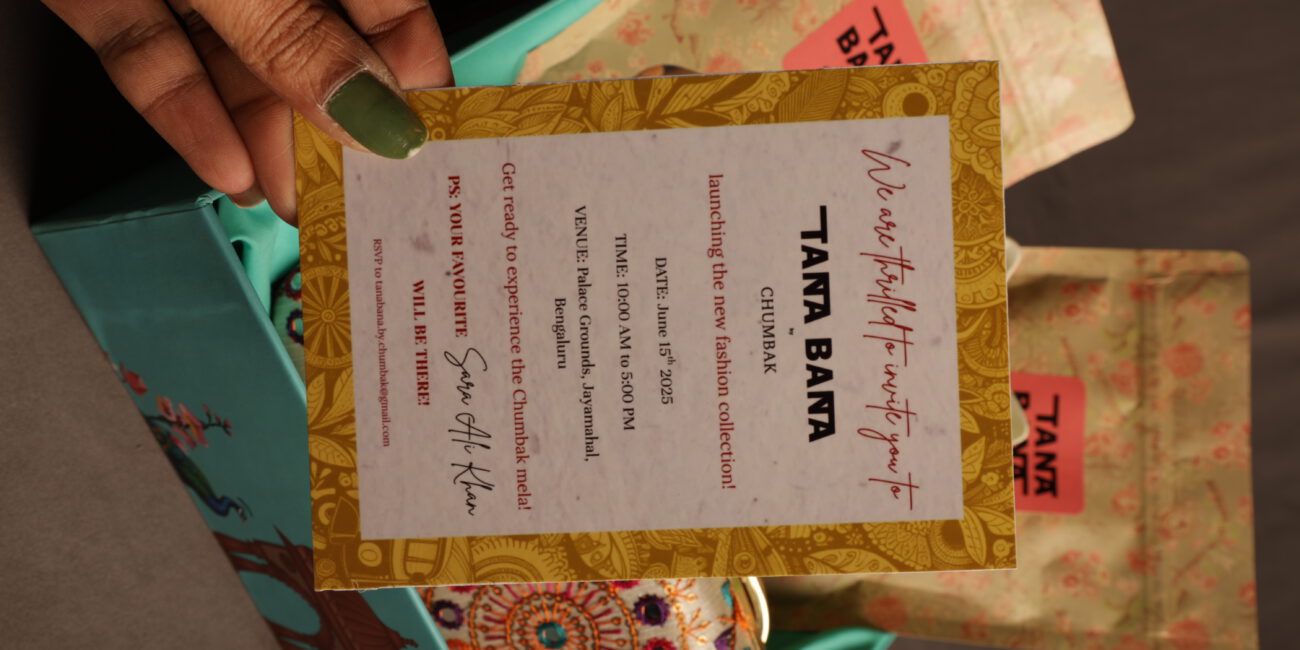 We are thrilled to invite you to
TANA BANA
by
CHUMBAK
launching the new fashion collection!
DATE: June 15th 2025
TIME: 10:00 AM to 5:00 PM
VENUE: Palace Grounds, Jayamahal,
Bengaluru
Get ready to experience the Chumbak mela!
PS: YOUR FAVOURITE Sara Ali Khan
WILL BE THERE!
RSVP to tanabana.by.chumbak@gmail.com
TANA